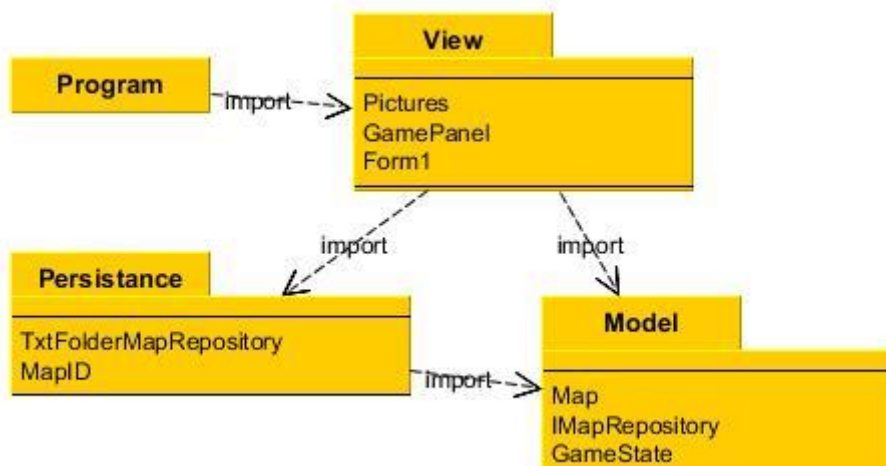 View
Program
import
Pictures
GamePanel
Form1
import
import
Persistance
TxtFolderMapRepository
MapID
Model
import
Map
IMapRepository
GameState